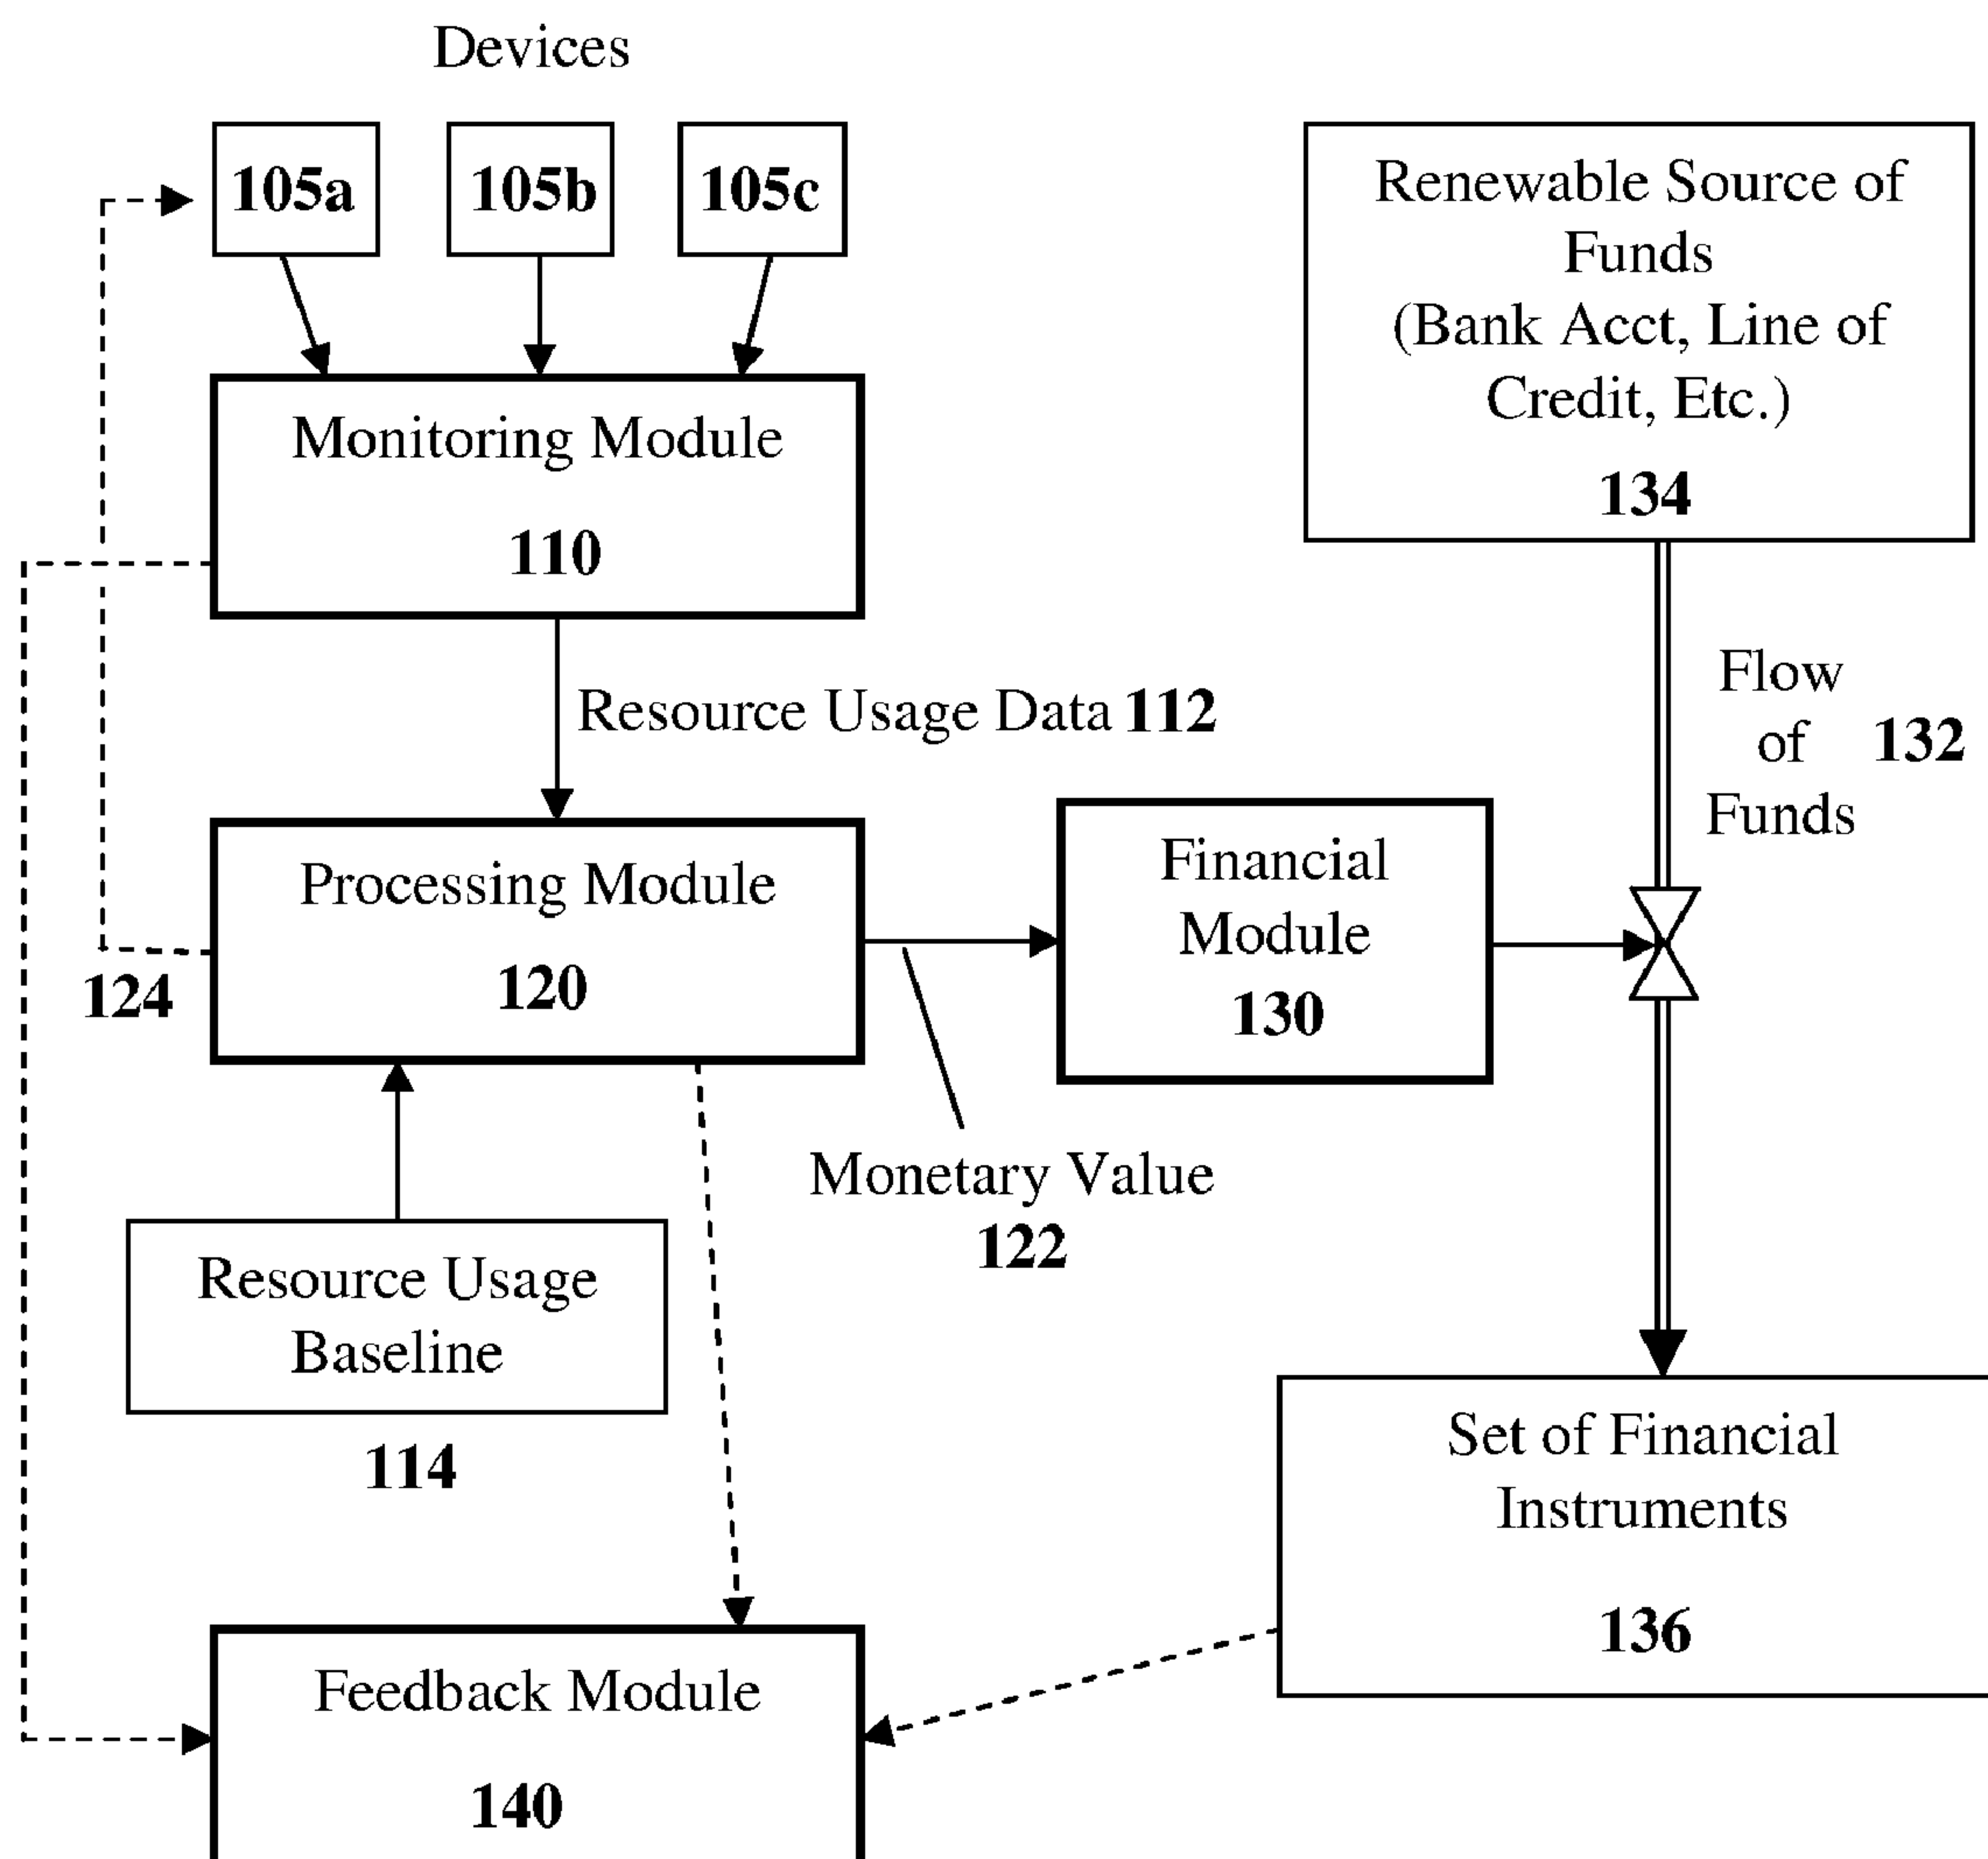 Devices
105a
105b
105c
Renewable Source of
Funds
(Bank Acct, Line of
Credit, Etc.)
134
Monitoring Module
110
Resource Usage Data 112
Flow
of
Funds
132
Processing Module
120
124
Financial
Module
130
Monetary Value
122
Resource Usage
Baseline
114
Set of Financial
Instruments
136
Feedback Module
140